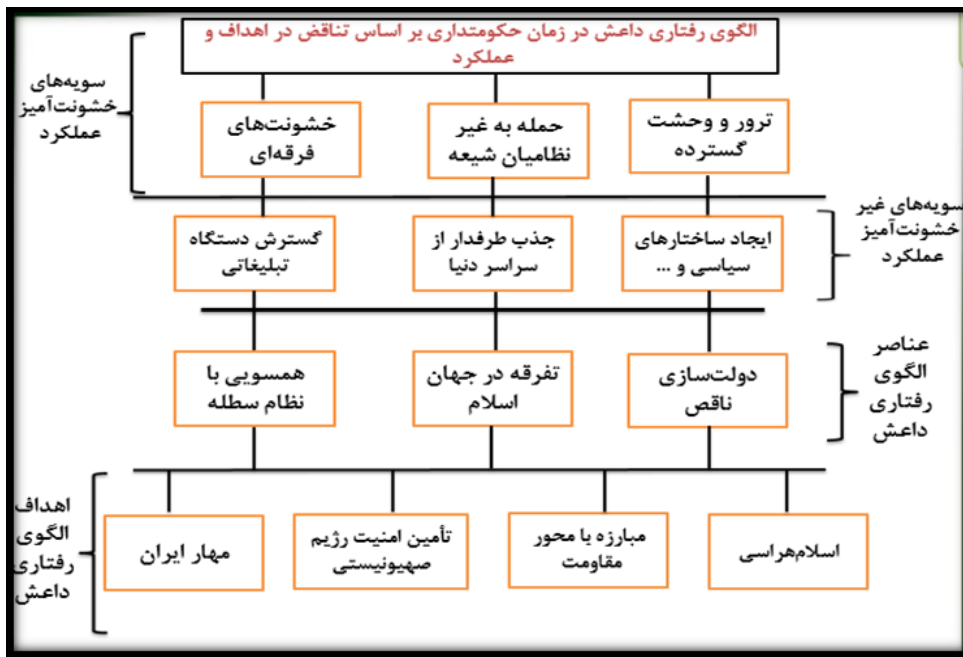 الگوی رفتاری داعش در زمان حکومتداری بر اساس تناقض در اهداف و
عملکرد
سویه‌های
خشونت‌آمیز
عملکرد
ترور و وحشت
گسترده
حمله به غیر
نظامیان شیعه
خشونت‌های
فرقه‌ای
سویه‌های غیر
خشونت‌آمیز
عملکرد
ایجاد ساختارهای
سیاسی و ...
جذب طرفدار از
سراسر دنیا
گسترش دستگاه
تبلیغاتی
عناصر
الگوی
رفتاری
داعش
دولت‌سازی
ناقص
تفرقه در جهان
اسلام
همسویی با
نظام سطله
اهداف
الگوی
رفتاری
داعش
اسلام‌هراسی
مبارزه با محور
مقاومت
تأمین امنیت رژیم
صهیونیستی
مهار ایران